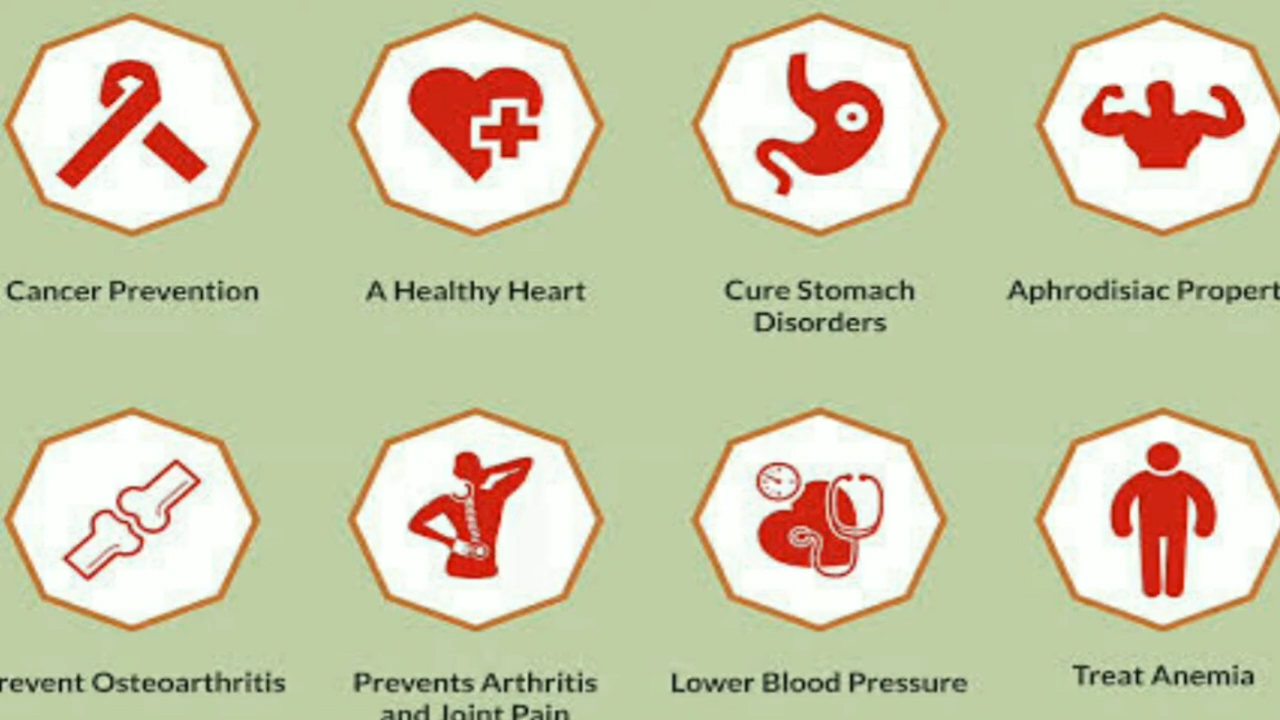 Cancer Prevention
A Healthy Heart
Cure Stomach
Disorders
Aphrodisiac Propert
revent Osteoarthritis
Prevents Arthritis
and Joint Pain
Lower Blood Pressure
Treat Anemia